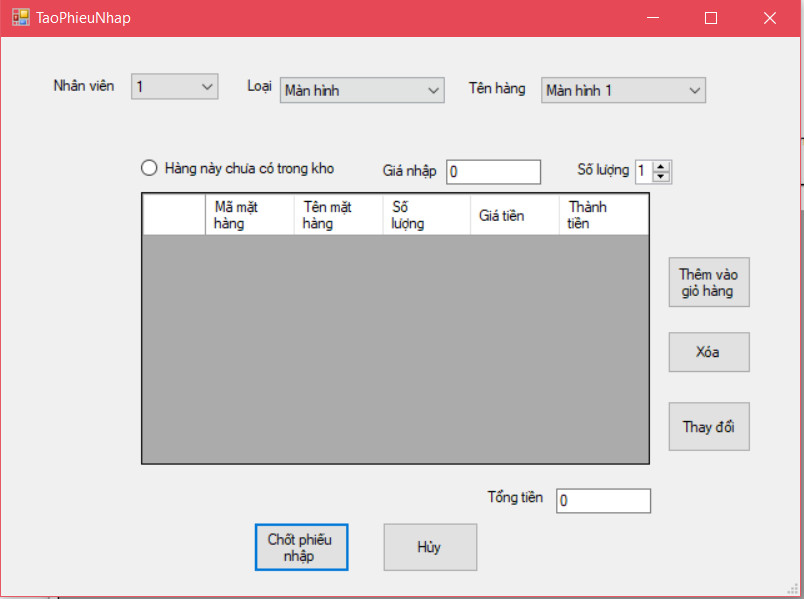 TaoPhieuNhap
Nhân viên 1 Loại Màn hình Tên hàng Màn hình 1
Hàng này chưa có trong kho Giá nhập 0 Số lượng 1
Mã mặt hàng Tên mặt hàng Số lượng Giá tiền Thành tiền
Thêm vào
giỏ hàng
Xóa
Thay đổi
Tổng tiền 0
Chốt phiếu
nhập
Hủy